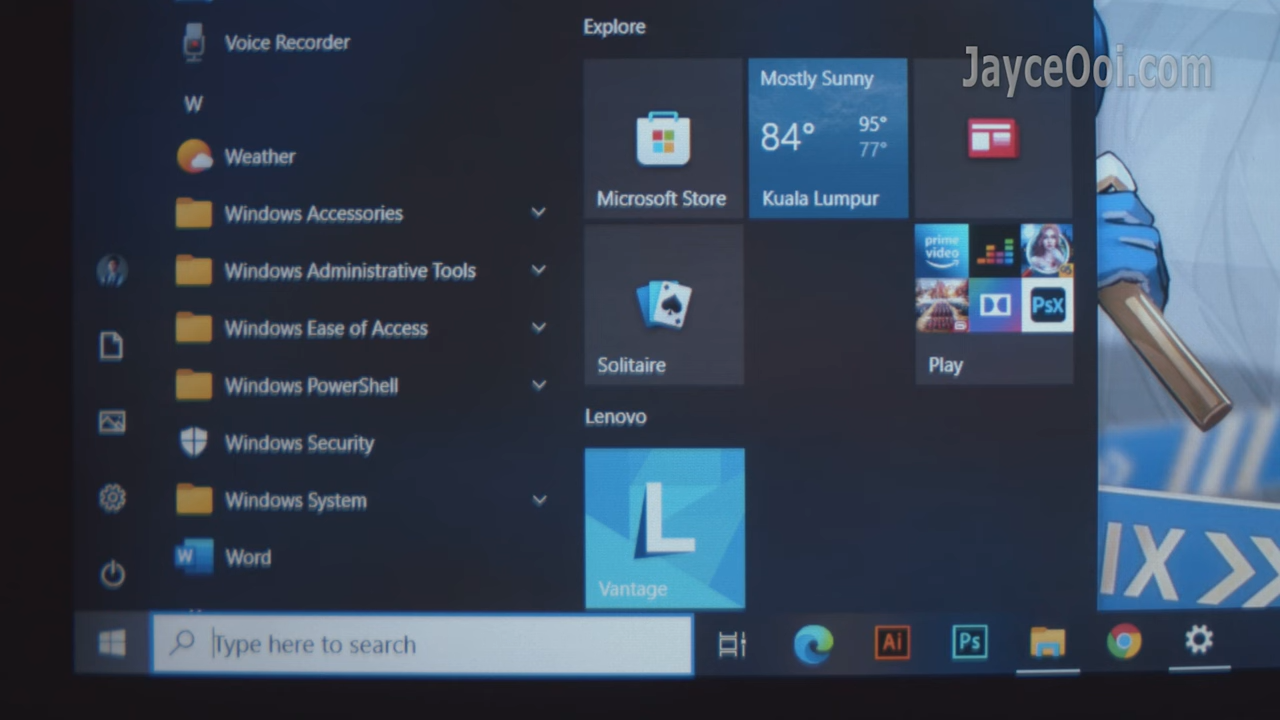 Voice Recorder
W
Weather
Windows Accessories
Windows Administrative Tools
Windows Ease of Access
Windows PowerShell
Windows Security
Windows System
W
Word
Explore
Microsoft Store
Mostly Sunny
84°
95°
77°
Kuala Lumpur
Solitaire
prime
video
PsX
Play
Lenovo
L
Vantage
JayceOoi.com
IX
Type here to search
Ai
Ps